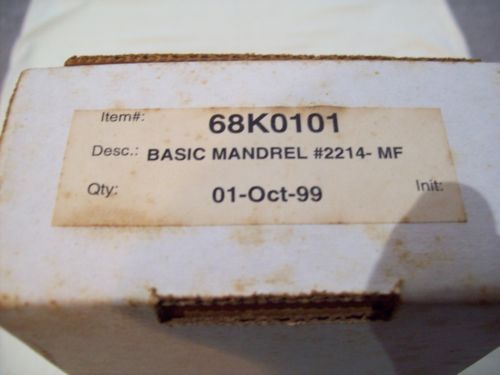 Item#: 68K0101
Desc.: BASIC MANDREL #2214- MF
Qty: 01-Oct-99 Init: